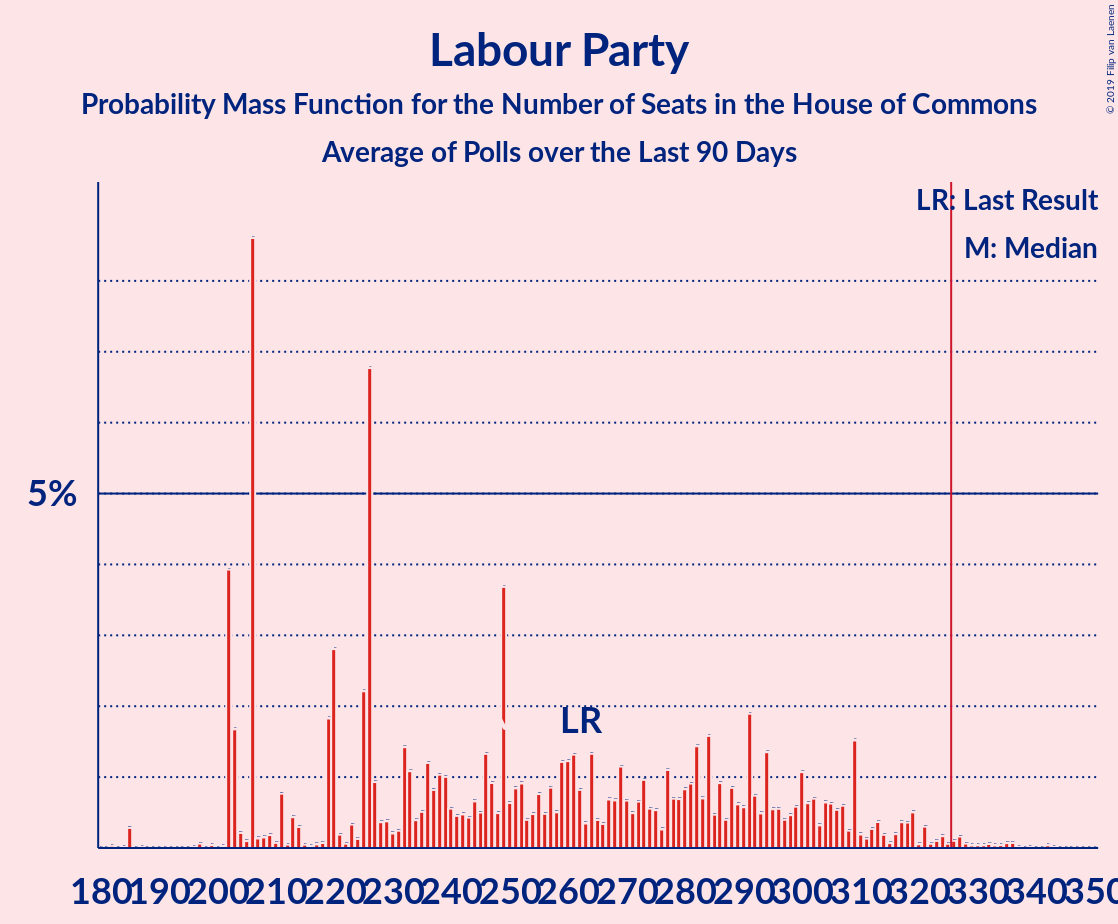 Labour Party
Probability Mass Function for the Number of Seats in the House of Commons
Average of Polls over the Last 90 Days
© 2019 Filip van Laenen
LR: Last Result
M: Median
5%
LR
180 190 200 210 220 230 240 250 260 270 280 290 300 310 320 330 340 350